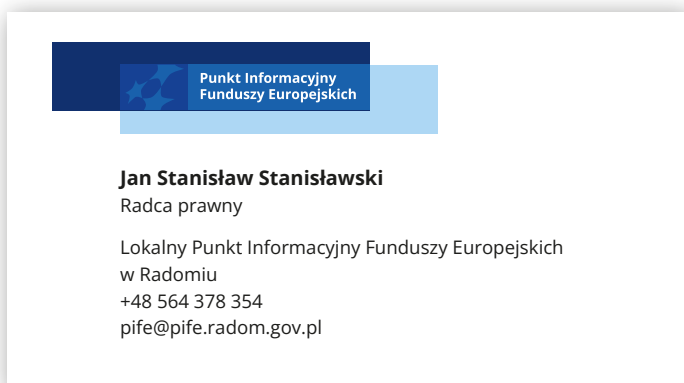 Punkt Informacyjny
Funduszy Europejskich
Jan Stanisław Stanisławski
Radca prawny
Lokalny Punkt Informacyjny Funduszy Europejskich
w Radomiu
+48 564 378 354
pife@pife.radom.gov.pl